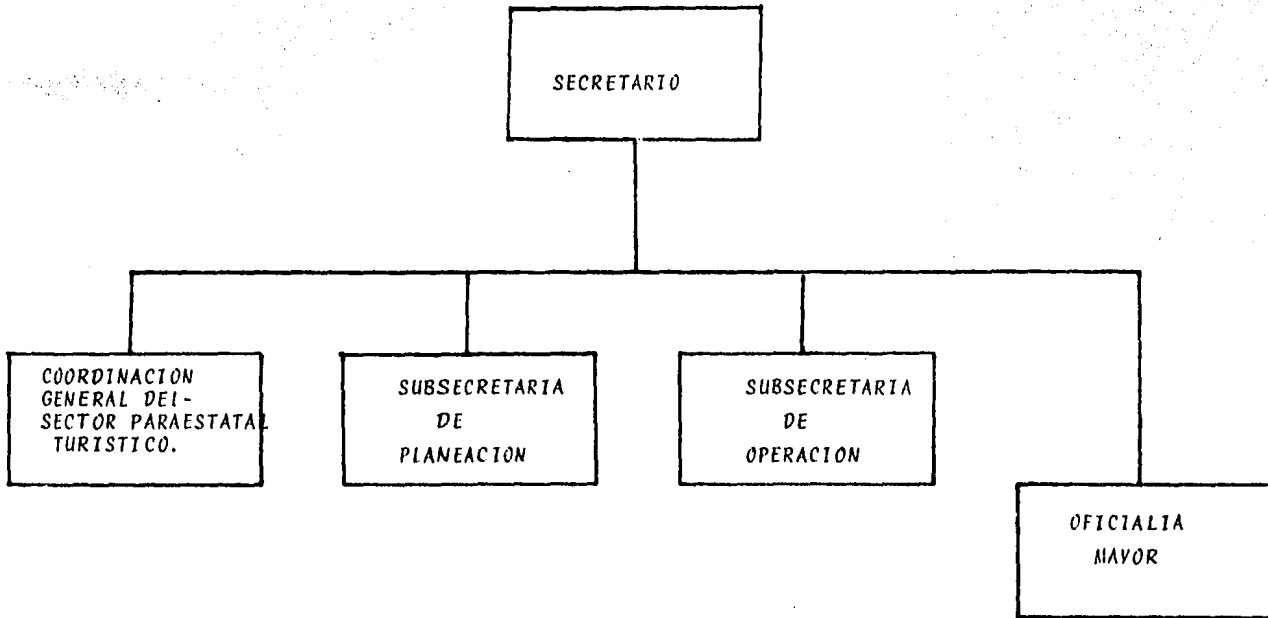 SECRETARIO
COORDINACION
GENERAL DEL-
SECTOR PARAESTATAL
TURISTICO.
SUBSECRETARIA
DE
PLANEACION
SUBSECRETARIA
DE
OPERACION
OFICIALIA
MAYOR